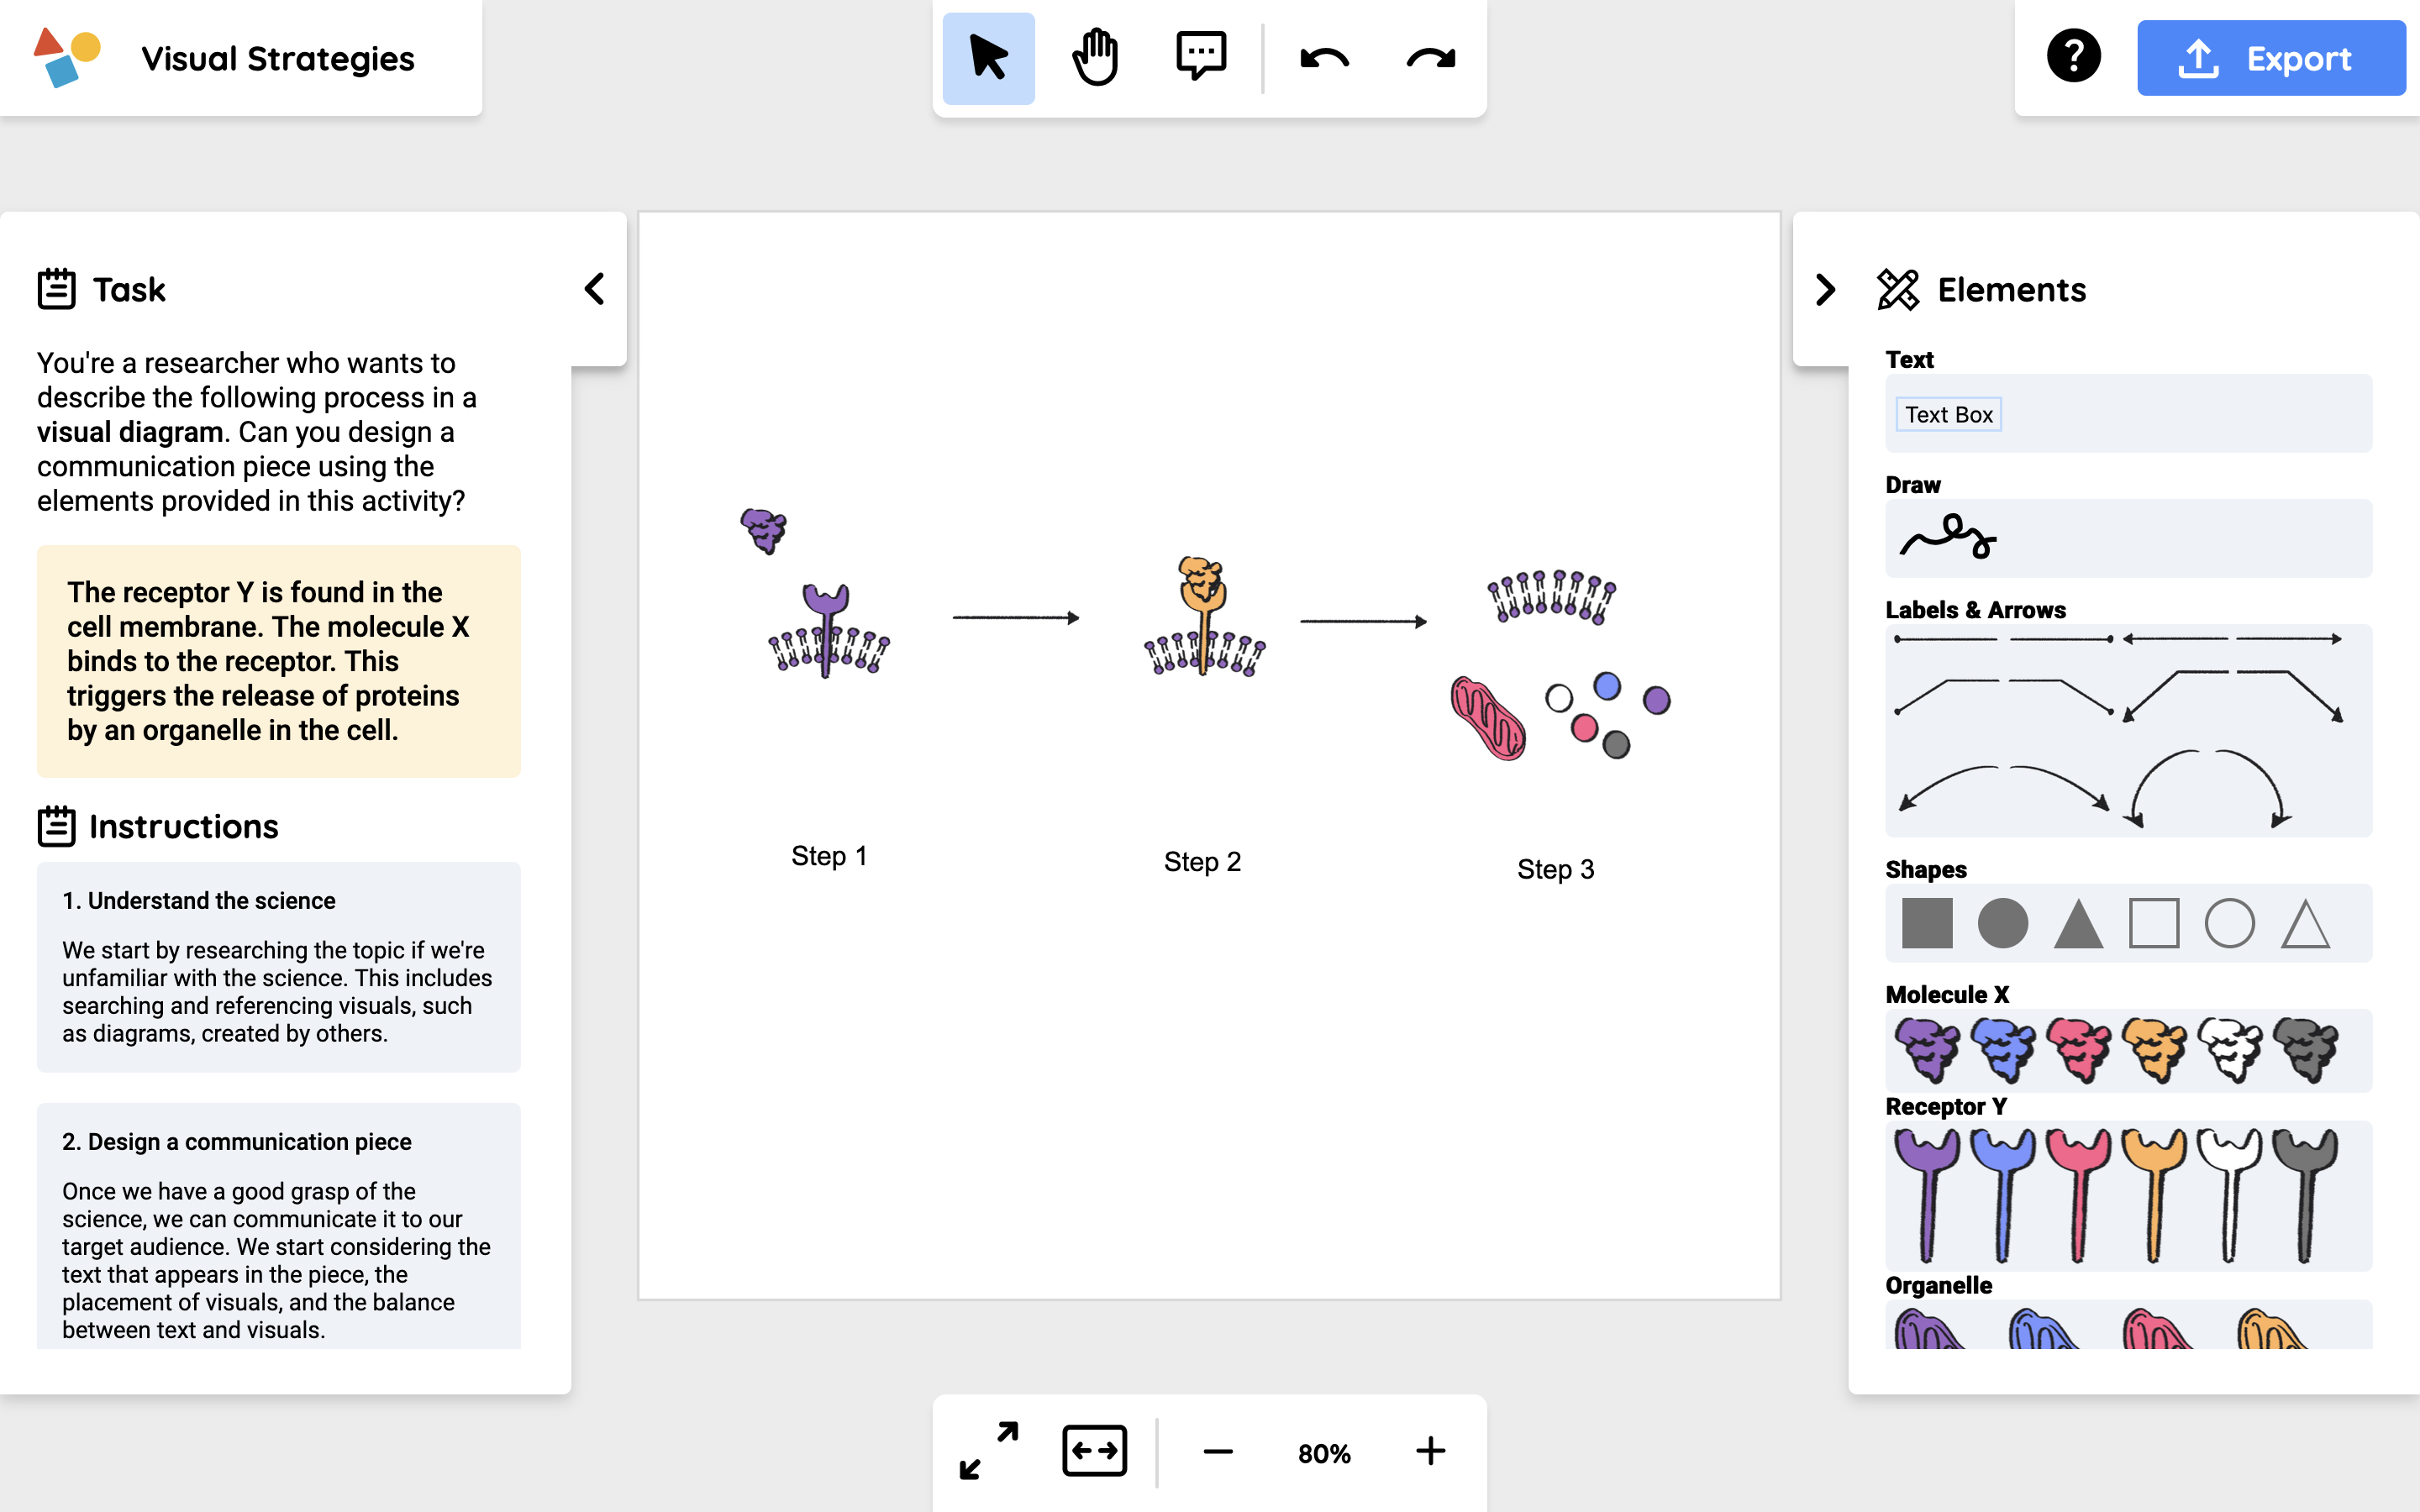 Visual Strategies
Export
Task
You're a researcher who wants to
describe the following process in a
visual diagram. Can you design a
communication piece using the
elements provided in this activity?
The receptor Y is found in the
cell membrane. The molecule X
binds to the receptor. This
triggers the release of proteins
by an organelle in the cell.
Instructions
1. Understand the science
We start by researching the topic if we're
unfamiliar with the science. This includes
searching and referencing visuals, such
as diagrams, created by others.
2. Design a communication piece
Once we have a good grasp of the
science, we can communicate it to our
target audience. We start considering the
text that appears in the piece, the
placement of visuals, and the balance
between text and visuals.
Step 1
Step 2
Step 3
Elements
Text
Text Box
Draw
Labels & Arrows
Shapes
Molecule X
Receptor Y
Organelle
80%